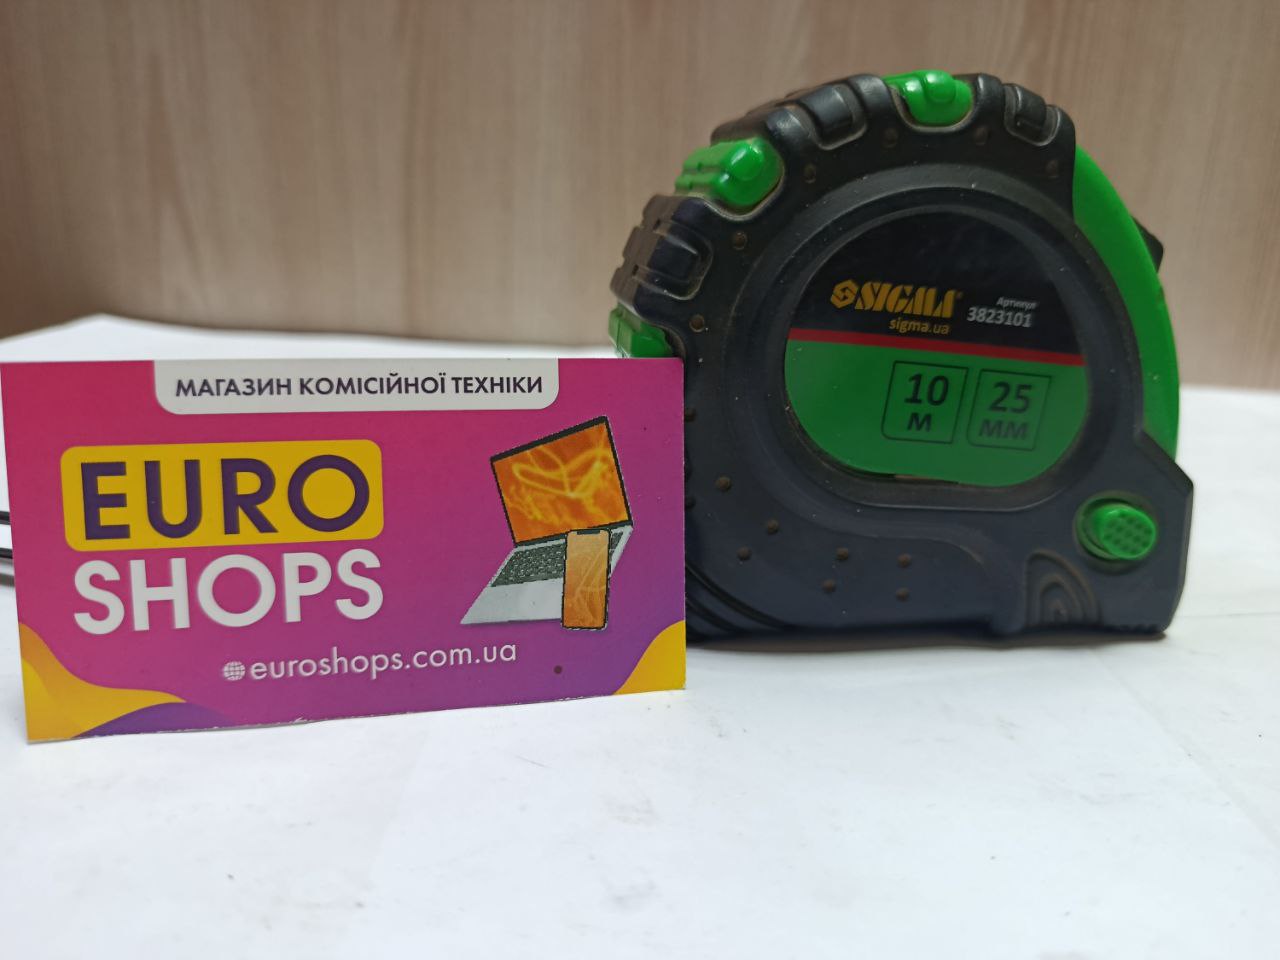 МАГАЗИН КОМІСІЙНОЇ ТЕХНІКИ
EURO
SHOPS
euroshops.com.ua
SIGMA®
sigma.ua
Артикул
3823101
10
М
25
ММ